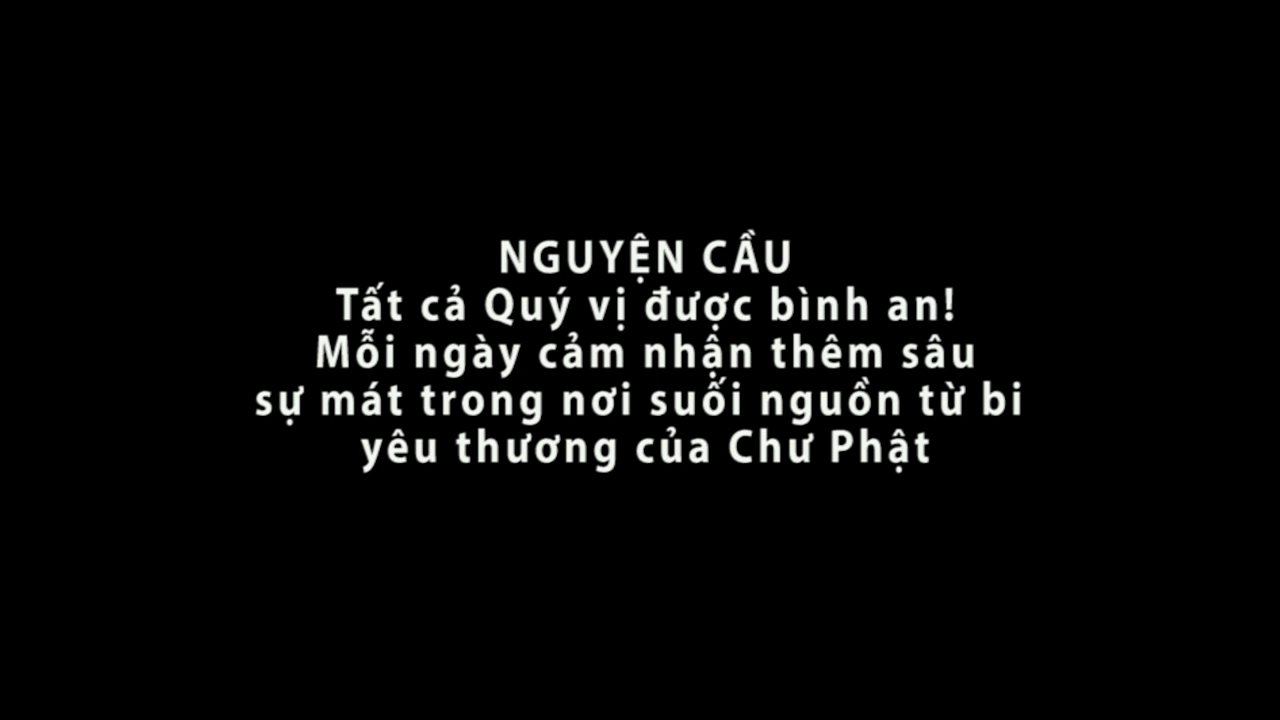 NGUYỆN CẦU
Tất cả Quý vị được bình an!
Mỗi ngày cảm nhận thêm sâu
sự mát trong nơi suối nguồn từ bi
yêu thương của Chư Phật